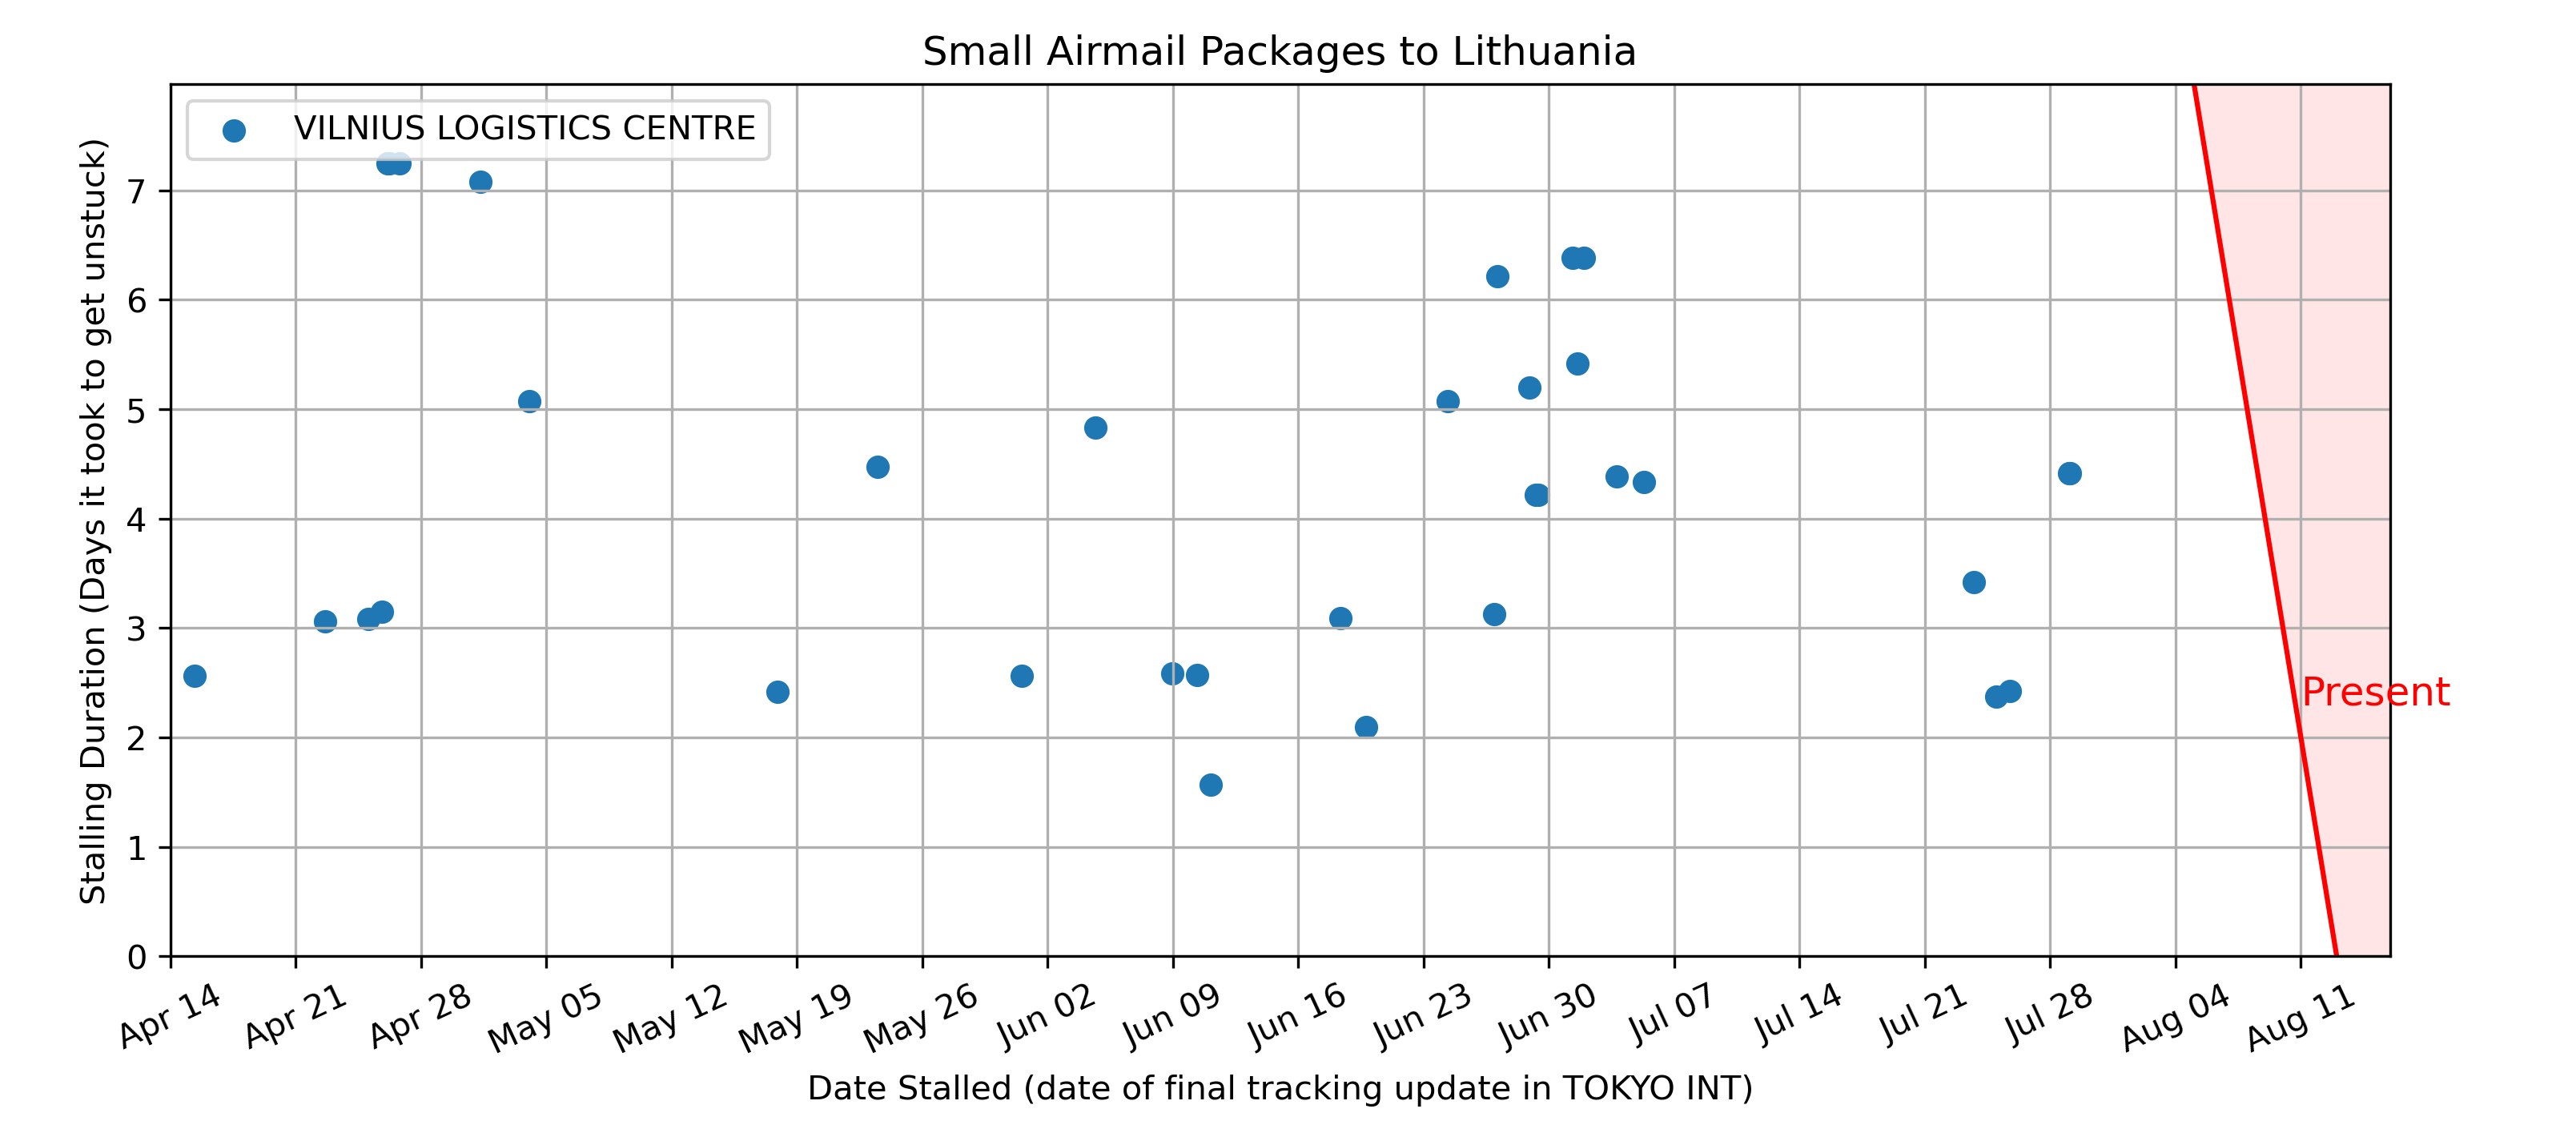 Small Airmail Packages to Lithuania
VILNIUS LOGISTICS CENTRE
Stalling Duration (Days it took to get unstuck)
7
6
5
4
3
2
1
0
Present
Apr 14
Apr 21
Apr 28
May 05
May 12
May 19
May 26
Jun 02
Jun 09
Jun 16
Jun 23
Jun 30
Jul 07
Jul 14
Jul 21
Jul 28
Aug 04
Aug 11
Date Stalled (date of final tracking update in TOKYO INT)